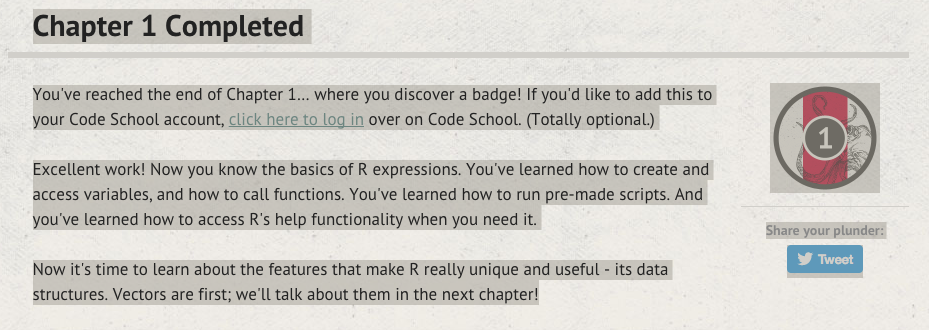 Chapter 1 Completed
You've reached the end of Chapter 1... where you discover a badge! If you'd like to add this to
your Code School account, click here to log in over on Code School. (Totally optional.)
Excellent work! Now you know the basics of R expressions. You've learned how to create and
access variables, and how to call functions. You've learned how to run pre-made scripts. And
you've learned how to access R's help functionality when you need it.
Now it's time to learn about the features that make R really unique and useful - its data
structures. Vectors are first; we'll talk about them in the next chapter!
1
Share your plunder:
Tweet